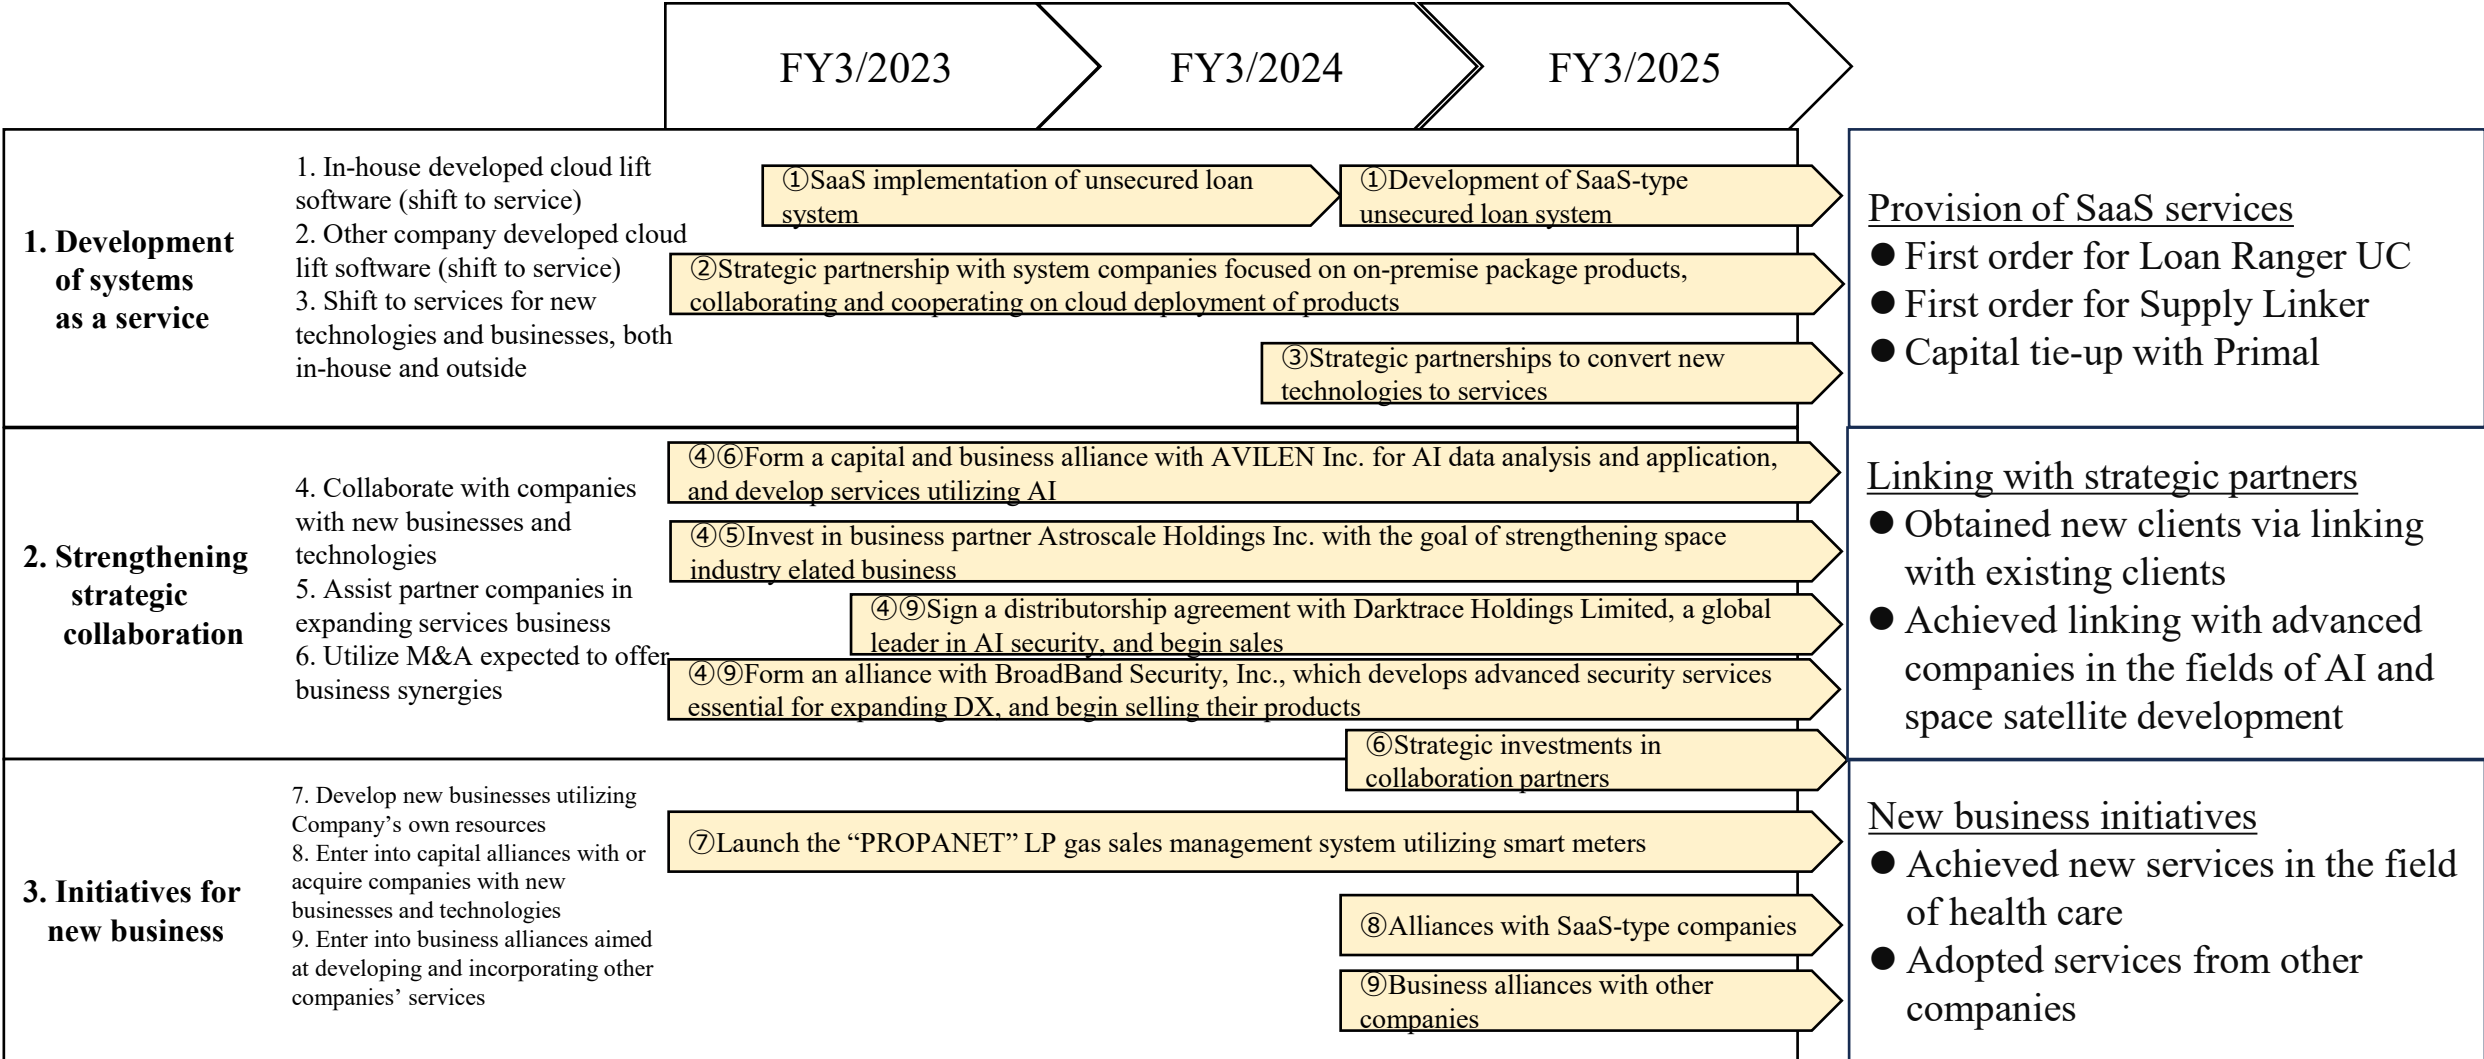 FY3/2023
FY3/2024
FY3/2025
1. Development
of systems
as a service
1. In-house developed cloud lift
software (shift to service)
2. Other company developed cloud
lift software (shift to service)
3. Shift to services for new
technologies and businesses, both
in-house and outside
①SaaS implementation of unsecured loan
system
①Development of SaaS-type
unsecured loan system
②Strategic partnership with system companies focused on on-premise package products,
collaborating and cooperating on cloud deployment of products
③Strategic partnerships to convert new
technologies to services
Provision of SaaS services
● First order for Loan Ranger UC
● First order for Supply Linker
● Capital tie-up with Primal
2. Strengthening
strategic
collaboration
4. Collaborate with companies
with new businesses and
technologies
5. Assist partner companies in
expanding services business
6. Utilize M&A expected to offer
business synergies
④⑥Form a capital and business alliance with AVILEN Inc. for AI data analysis and application,
and develop services utilizing AI
④⑤Invest in business partner Astroscale Holdings Inc. with the goal of strengthening space
industry elated business
④⑨Sign a distributorship agreement with Darktrace Holdings Limited, a global
leader in AI security, and begin sales
④⑨Form an alliance with BroadBand Security, Inc., which develops advanced security services
essential for expanding DX, and begin selling their products
⑥Strategic investments in
collaboration partners
Linking with strategic partners
● Obtained new clients via linking
with existing clients
● Achieved linking with advanced
companies in the fields of AI and
space satellite development
3. Initiatives for
new business
7. Develop new businesses utilizing
Company’s own resources
8. Enter into capital alliances with or
acquire companies with new
businesses and technologies
9. Enter into business alliances aimed
at developing and incorporating other
companies’ services
⑦Launch the “PROPANET” LP gas sales management system utilizing smart meters
⑧Alliances with SaaS-type companies
⑨Business alliances with other
companies
New business initiatives
● Achieved new services in the field
of health care
● Adopted services from other
companies